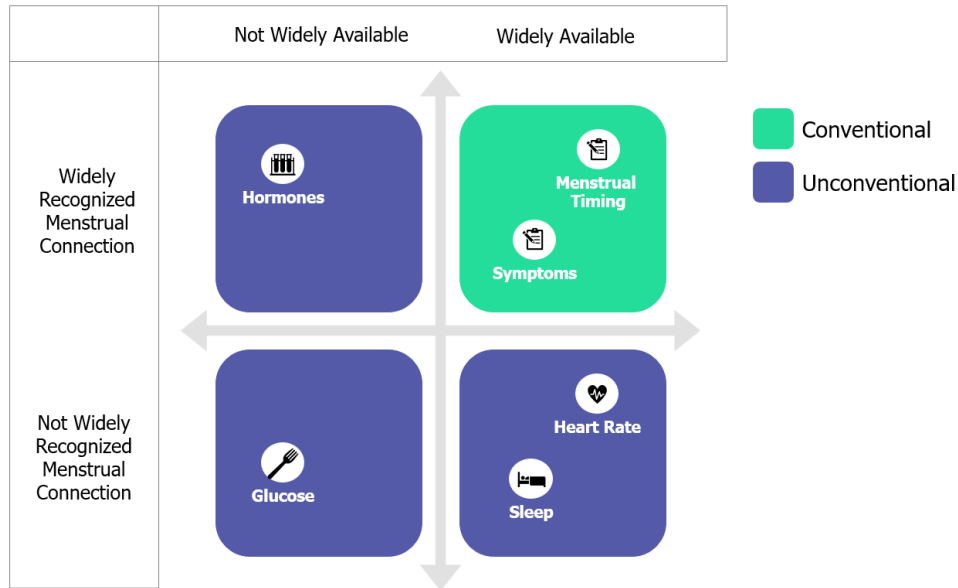 Not Widely Available
Widely Available
Widely
Recognized
Menstrual
Connection
Hormones
Menstrual
Timing
Symptoms
Conventional
Unconventional
Not Widely
Recognized
Menstrual
Connection
Glucose
Heart Rate
Sleep